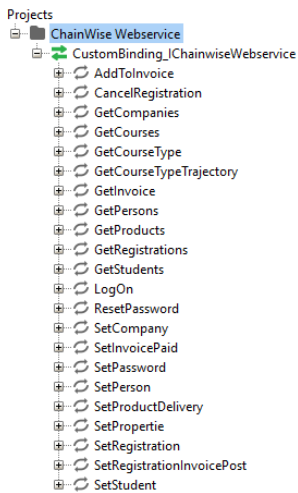 Projects
ChainWise Webservice
CustomBinding_IChainwiseWebservice
AddToInvoice
CancelRegistration
GetCompanies
GetCourses
GetCourseType
GetCourseTypeTrajectory
GetInvoice
GetPersons
GetProducts
GetRegistrations
GetStudents
LogOn
ResetPassword
SetCompany
SetInvoicePaid
SetPassword
SetPerson
SetProductDelivery
SetPropertie
SetRegistration
SetRegistrationInvoicePost
SetStudent